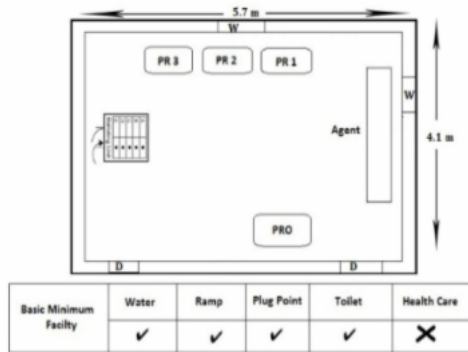 5.7 m
W
PR 3 PR 2 PR 1
W
Agent
4.1 m
PRO
D D
Basic Minimum Facilty Water Ramp Plug Point Toilet Health Care
✓ ✓ ✓ ✓ ✗